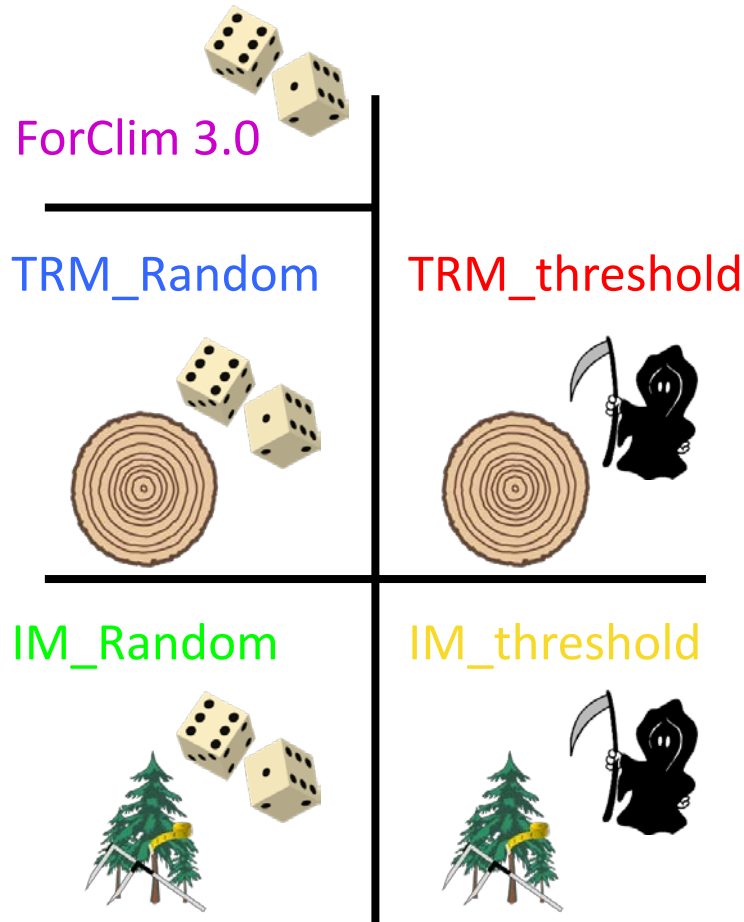 ForClim 3.0
TRM_Random
TRM_threshold
IM_Random
IM_threshold